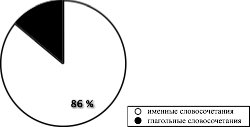 86 %
именные словосочетания
глагольные словосочетания